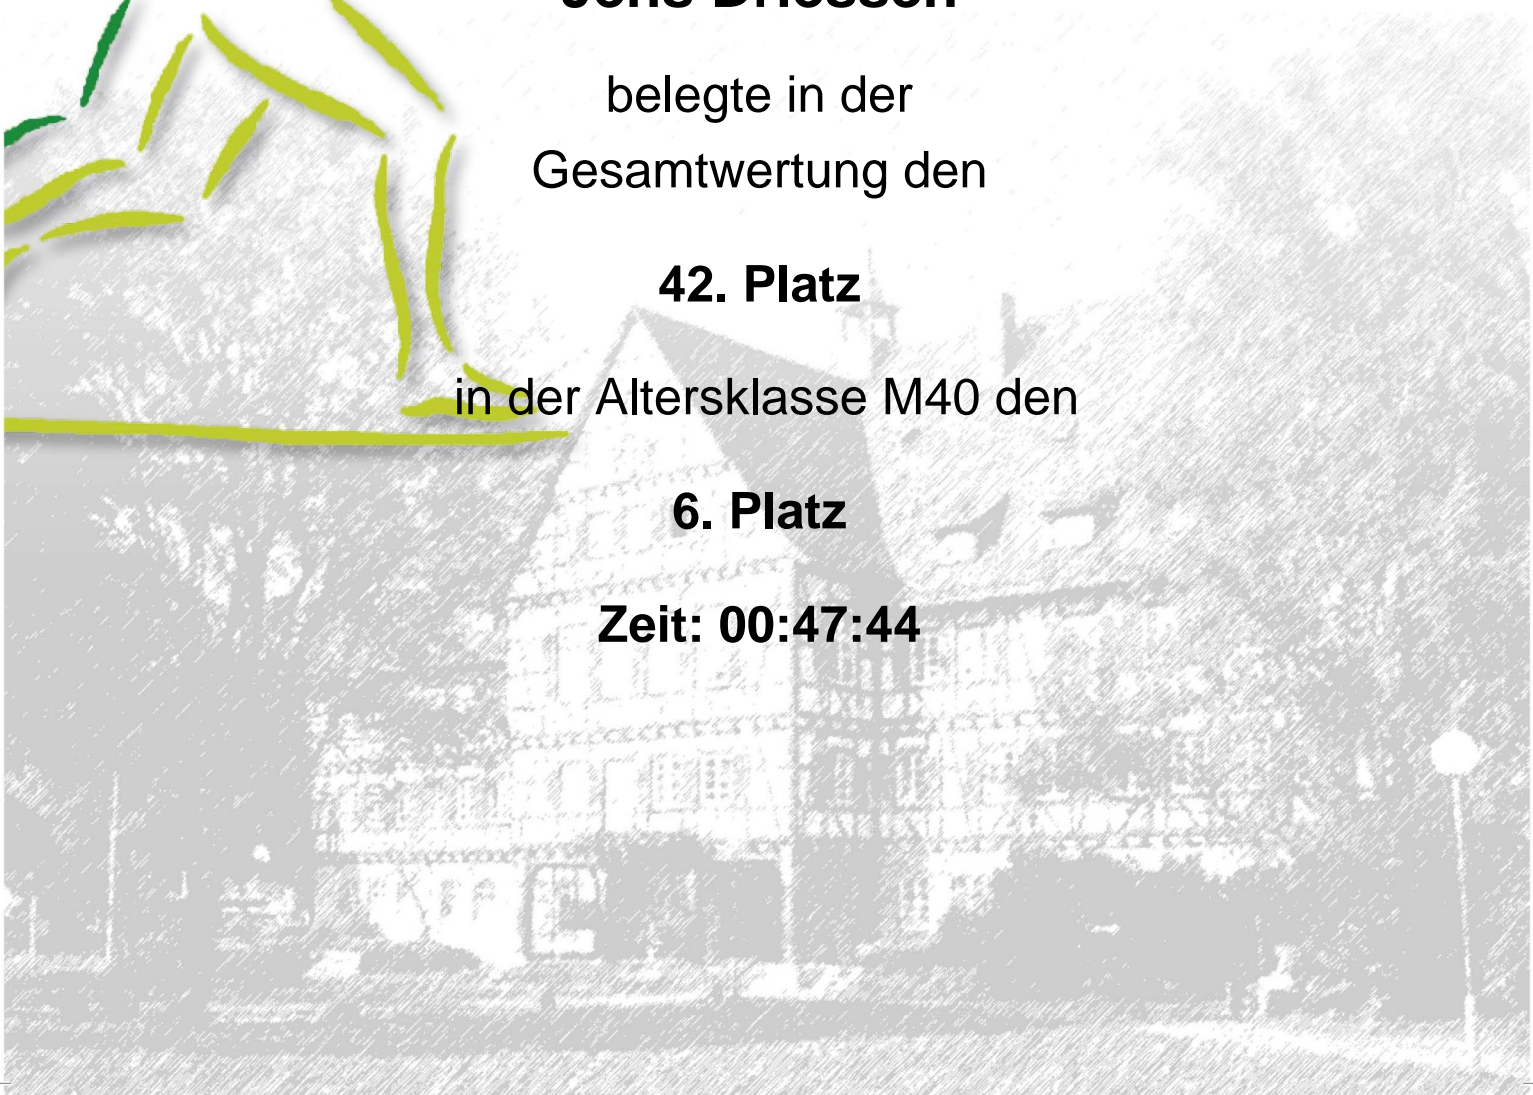 belegte in der
Gesamtwertung den
42. Platz
in der Altersklasse M40 den
6. Platz
Zeit: 00:47:44